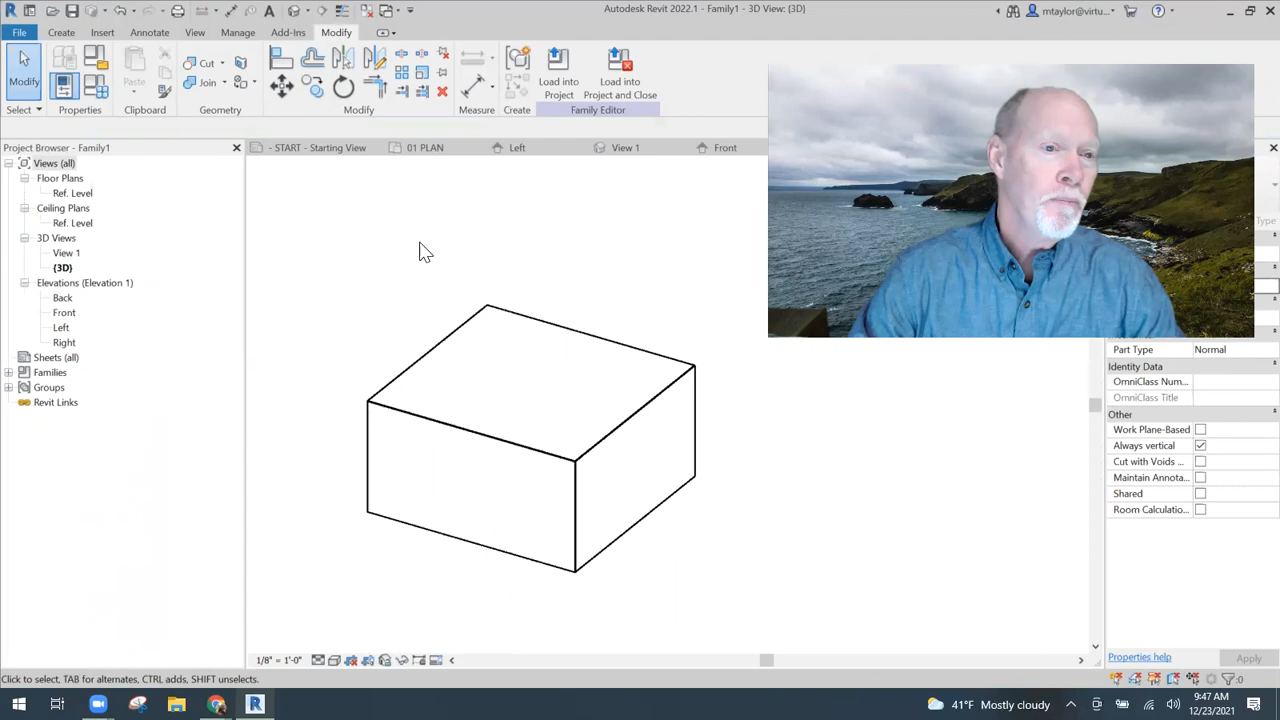 Autodesk Revit 2022.1 - Family1 - 3D View: {3D}
mtaylor@virtu...
File Create Insert Annotate View Manage Add-Ins Modify
Modify Paste Cut Join Load into Project Load into Project and Close
Select Properties Clipboard Geometry Modify Measure Create Family Editor
Project Browser - Family1
- START - Starting View 01 PLAN Left View 1 Front
Views (all)
Floor Plans
Ref. Level
Ceiling Plans
Ref. Level
3D Views
View 1
{3D}
Elevations (Elevation 1)
Back
Front
Left
Right
Sheets (all)
Families
Groups
Revit Links
Part Type Normal
Identity Data
OmniClass Num...
OmniClass Title
Other
Work Plane-Based
Always vertical
Cut with Voids ...
Maintain Annota...
Shared
Room Calculatio...
Properties help Apply
1/8" = 1'-0"
Click to select, TAB for alternates, CTRL adds, SHIFT unselects.
:0
41°F Mostly cloudy
9:47 AM
12/23/2021